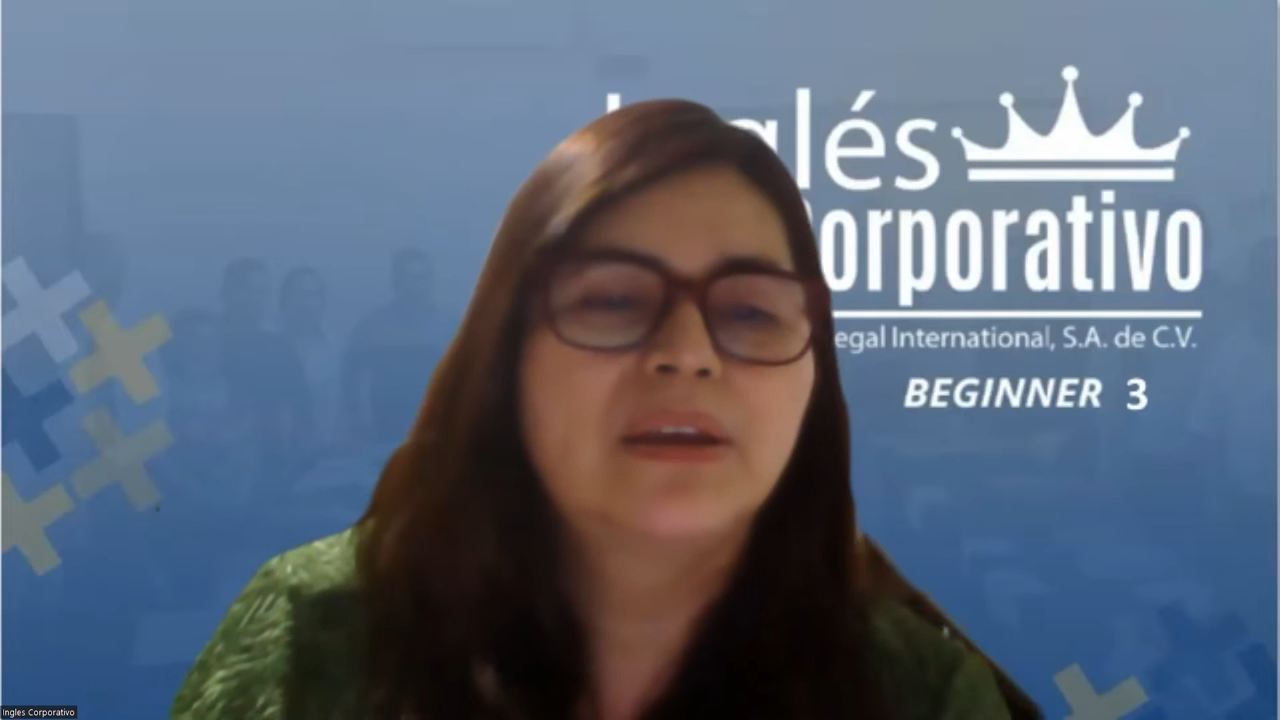 glés
orporativo
egal International, S.A. de C.V.
BEGINNER 3
Ingles Corporativo